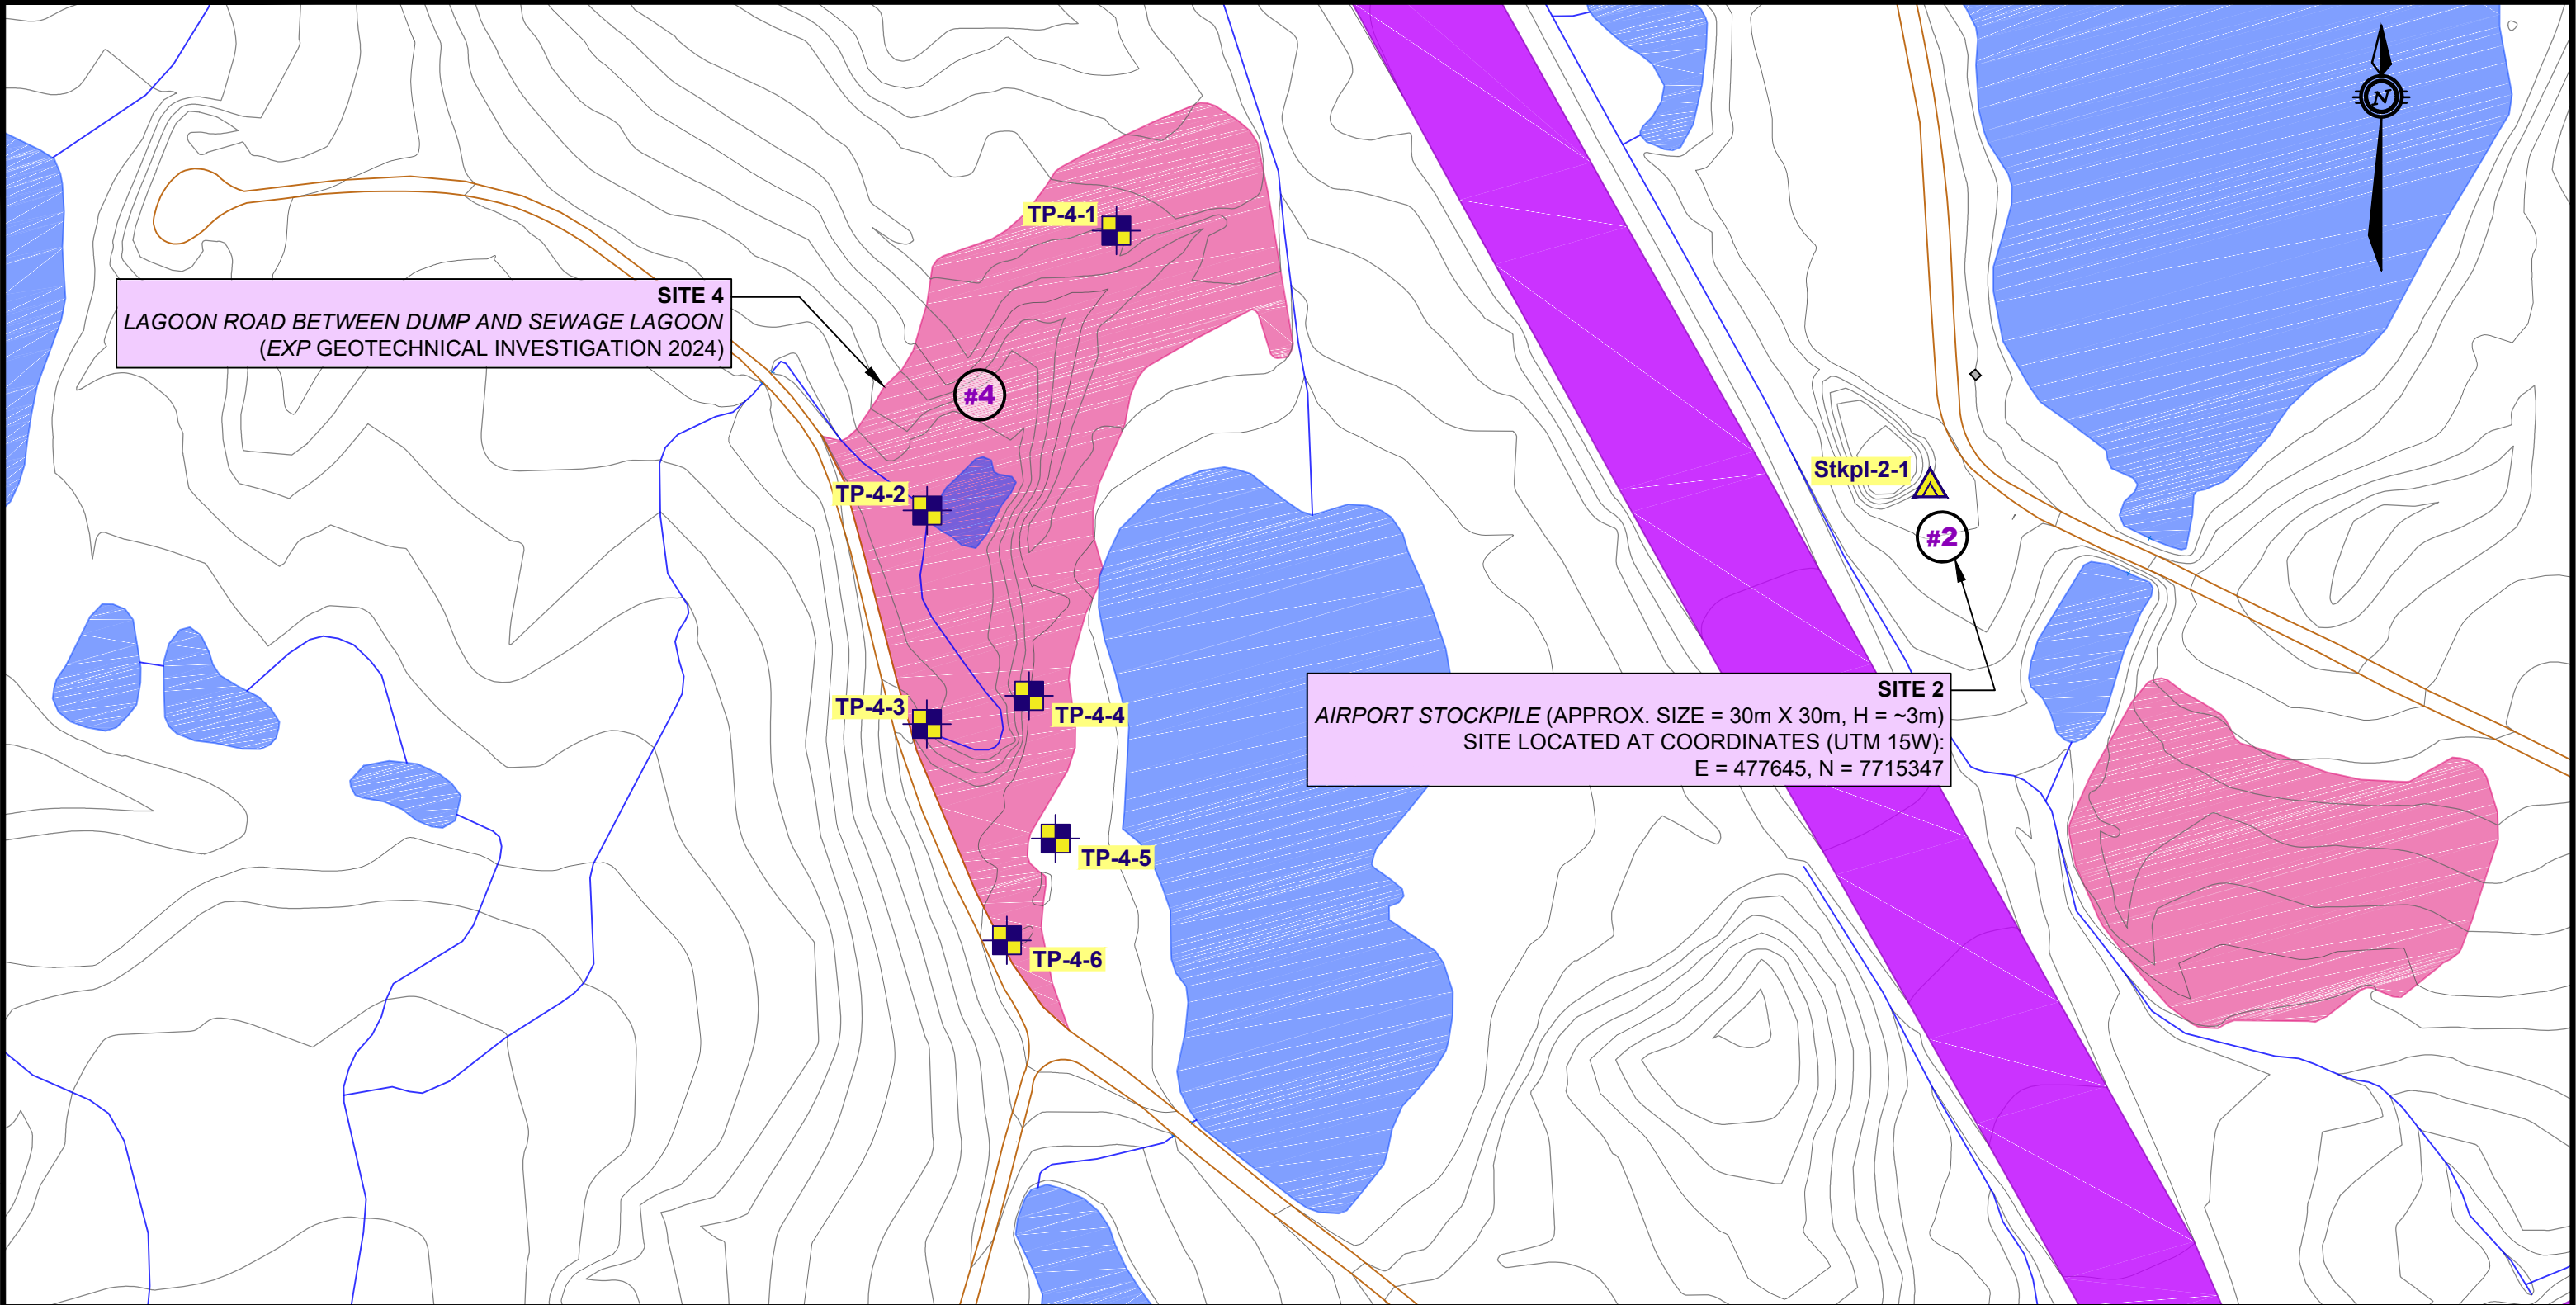 N
TP-4-1
SITE 4
LAGOON ROAD BETWEEN DUMP AND SEWAGE LAGOON
(EXP GEOTECHNICAL INVESTIGATION 2024)
#4
Stkpl-2-1
TP-4-2
#2
SITE 2
AIRPORT STOCKPILE (APPROX. SIZE = 30m X 30m, H = ~3m)
SITE LOCATED AT COORDINATES (UTM 15W):
E = 477645, N = 7715347
TP-4-3
TP-4-4
TP-4-5
TP-4-6